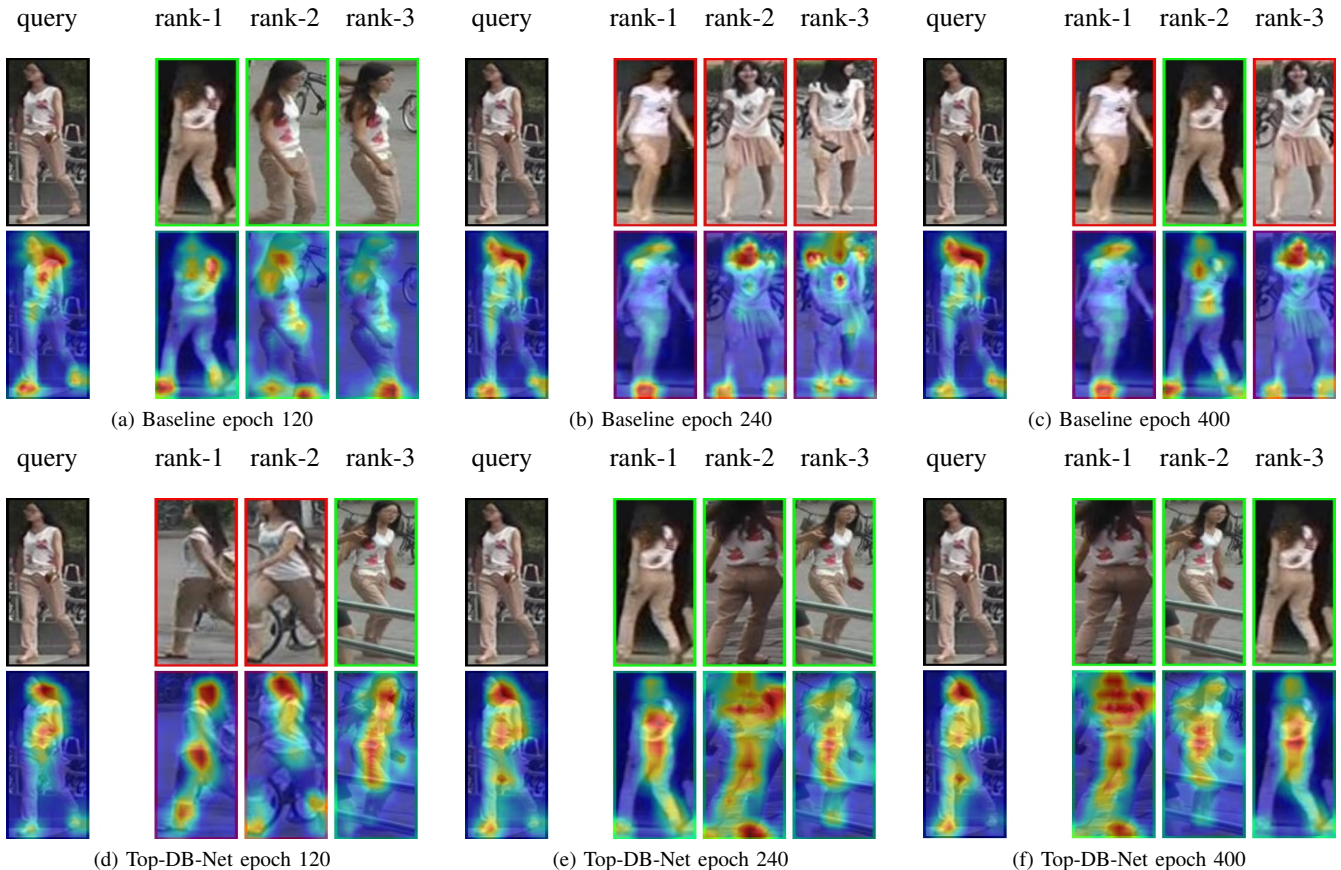 query rank-1 rank-2 rank-3 query rank-1 rank-2 rank-3 query rank-1 rank-2 rank-3
(a) Baseline epoch 120 (b) Baseline epoch 240 (c) Baseline epoch 400
query rank-1 rank-2 rank-3 query rank-1 rank-2 rank-3 query rank-1 rank-2 rank-3
(d) Top-DB-Net epoch 120 (e) Top-DB-Net epoch 240 (f) Top-DB-Net epoch 400